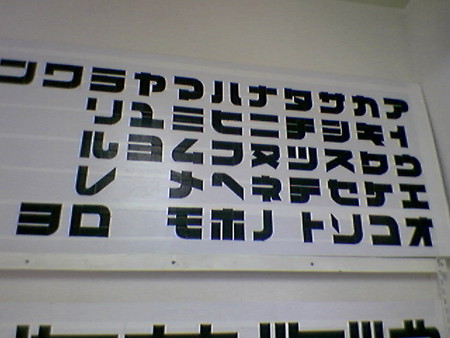 アイウエオ
カキクケコ
サシスセソ
タチツテト
ナニヌネノ
ハヒフヘホ
マミムメモ
ヤユヨ
ラリルレロ
ワヲ
ン